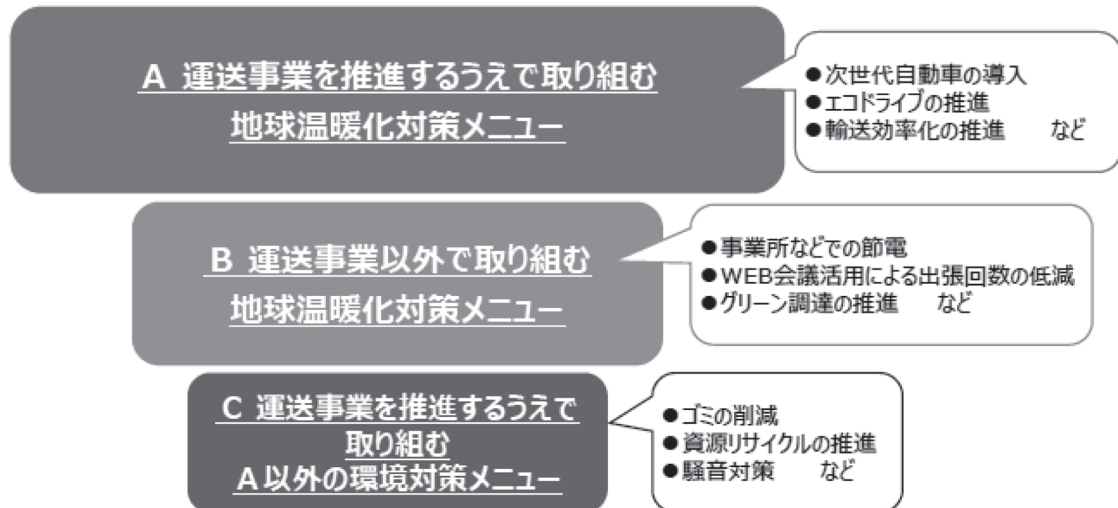 A 運送事業を推進するうえで取り組む
地球温暖化対策メニュー
●次世代自動車の導入
●エコドライブの推進
●輸送効率化の推進 など
B 運送事業以外で取り組む
地球温暖化対策メニュー
●事業所などでの節電
●WEB会議活用による出張回数の低減
●グリーン調達の推進 など
C 運送事業を推進するうえで
取り組む
A以外の環境対策メニュー
●ゴミの削減
●資源リサイクルの推進
●騒音対策 など